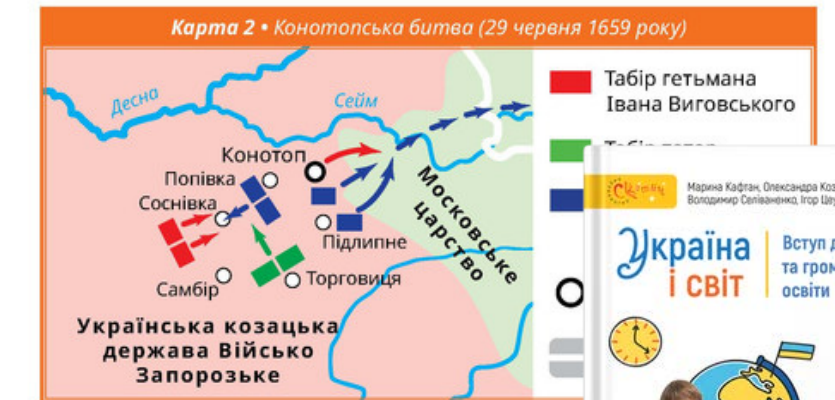 Карта 2 • Конотопська битва (29 червня 1659 року)
Десна
Сейм
Конотоп
Попівка
Соснівка
Підлипне
Самбір
Торговиця
Московське
царство
Українська козацька
держава Військо
Запорозьке
Табір гетьмана
Івана Виговського
Марина Кафтан, Олександра
Володимир Селіваненко, Ігор
Україна
і світ
Вступ
та
освіти